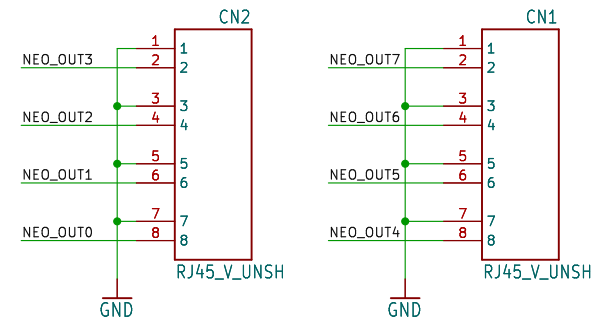 CN2
1 1
NEO_OUT3 2 2
3 3
NEO_OUT2 4 4
5 5
NEO_OUT1 6 6
7 7
NEO_OUT0 8 8
RJ45_V_UNSH
GND
CN1
1 1
NEO_OUT7 2 2
3 3
NEO_OUT6 4 4
5 5
NEO_OUT5 6 6
7 7
NEO_OUT4 8 8
RJ45_V_UNSH
GND